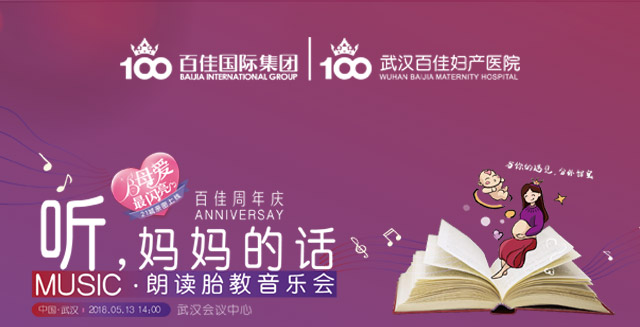 100 百佳国际集团
BAIJIA INTERNATIONAL GROUP
100 武汉百佳妇产医院
WUHAN BAIJIA MATERNITY HOSPITAL
母爱
最闪亮
百佳周年庆
ANNIVERSAY
听,妈妈的话
MUSIC·朗读胎教音乐会
中国·武汉：2018.05.13 14:00 武汉会议中心